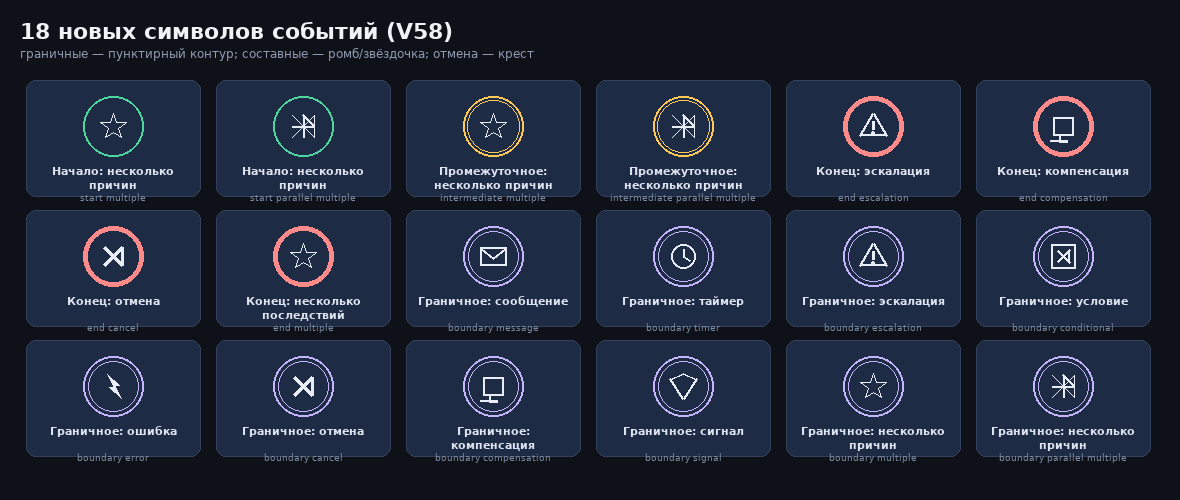 18 новых символов событий (V58)
граничные — пунктирный контур; составные — ромб/звёздочка; отмена — крест
Начало: несколько
причин
start multiple
Начало: несколько
причин
start parallel multiple
Промежуточное:
несколько причин
intermediate multiple
Промежуточное:
несколько причин
intermediate parallel multiple
Конец: эскалация
end escalation
Конец: компенсация
end compensation
Конец: отмена
end cancel
Конец: несколько
последствий
end multiple
Граничное: сообщение
boundary message
Граничное: таймер
boundary timer
Граничное: эскалация
boundary escalation
Граничное: условие
boundary conditional
Граничное: ошибка
boundary error
Граничное: отмена
boundary cancel
Граничное:
компенсация
boundary compensation
Граничное: сигнал
boundary signal
Граничное: несколько
причин
boundary multiple
Граничное: несколько
причин
boundary parallel multiple